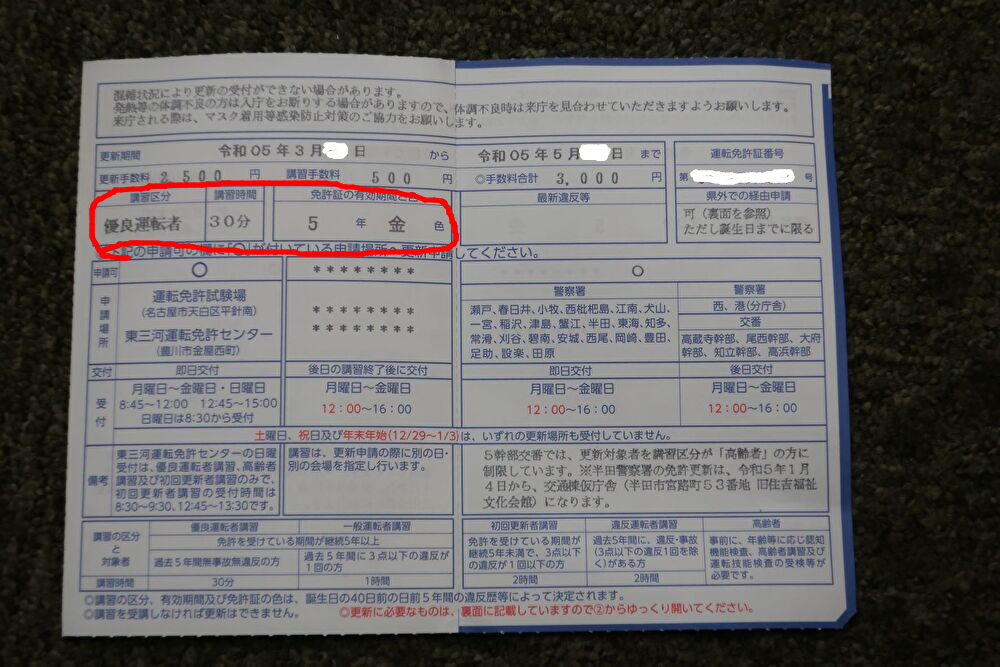 混雑状況により更新の受付ができない場合があります。
発熱等の体調不良の方は入庁をお断りする場合がありますので、体調不良時は来庁を見合わせていただきますようお願いします。
来庁される際は、マスク着用等感染防止対策のご協力をお願いします。
更新期間 令和05年3月 日 から 令和05年5月 日 まで
運転免許証番号
第 号
更新手数料 2,500 円 講習手数料 500 円 ◎手数料合計 3,000 円
講習区分 講習時間 免許証の有効期間と色 最新違反等 県外での経由申請
優良運転者 30分 5 年 金 色
可(裏面を参照)
ただし誕生日までに限る
下記の申請可の欄に「○」が付いている申請場所へ更新申請してください。
申請可 ○ ******** ○
申請場所
運転免許試験場
(名古屋市天白区平針南)
東三河運転免許センター
(豊川市金屋西町)
********
********
警察署
瀬戸、春日井、小牧、西枇杷島、江南、犬山、
一宮、稲沢、津島、蟹江、半田、東海、知多、
常滑、刈谷、碧南、安城、西尾、岡崎、豊田、
足助、設楽、田原
警察署
西、港(分庁舎)
交番
高蔵寺幹部、尾西幹部、大府
幹部、知立幹部、高浜幹部
交付 即日交付 後日の講習終了後に交付 即日交付 後日交付
受付
月曜日〜金曜日・日曜日
8:45〜12:00 12:45〜15:00
日曜日は8:30から受付
月曜日〜金曜日
12:00〜16:00
月曜日〜金曜日
12:00〜16:00
月曜日〜金曜日
12:00〜16:00
土曜日、祝日及び年末年始(12/29〜1/3)は、いずれの更新場所も受付していません。
備考
東三河運転免許センターの日曜
受付は、優良運転者講習、高齢者
講習及び初回更新者講習のみで、
初回更新者講習の受付時間は
8:30〜9:30、12:45〜13:30です。
講習は、更新申請の際に別の日・
別の会場を指定し行います。
5幹部交番では、更新対象者を講習区分が「高齢者」の方に
制限しています。※半田警察署の免許更新は、令和5年1月
4日から、交通棟仮庁舎(半田市宮路町53番地 旧住吉福祉
文化会館)になります。
講習の区分
と
対象者
優良運転者講習 一般運転者講習 初回更新者講習 違反運転者講習 高齢者
免許を受けている期間が継続5年以上
過去5年間無事故無違反の方
過去5年間に3点以下の違反が
1回の方
免許を受けている期間が
継続5年未満で、3点以下
の違反が1回以下の方
過去5年間に、違反・事故
(3点以下の違反1回を除
く)がある方
事前に、年齢等に応じ認知
機能検査、高齢者講習及び
運転技能検査の受検等が
必要です。
講習時間 30分 1時間 2時間 2時間
◎講習の区分、有効期間及び免許証の色は、誕生日の40日前の日前5年間の違反歴等によって決定されます。
◎講習を受講しなければ更新はできません。
◎更新に必要なものは、裏面に記載していますので②からゆっくり開いてください。